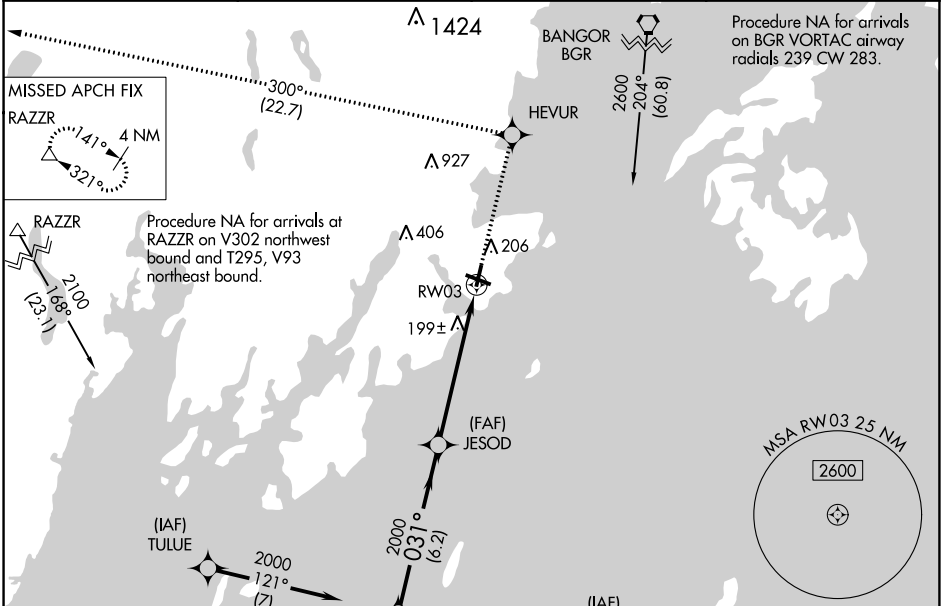 1424
BANGOR
BGR
Procedure NA for arrivals
on BGR VORTAC airway
radials 239 CW 283.
2600
204°
(60.8)
300°
(22.7)
HEVUR
MISSED APCH FIX
RAZZR
141°
4 NM
321°
927
RAZZR
Procedure NA for arrivals at
RAZZR on V302 northwest
bound and T295, V93
northeast bound.
406
206
2100
168°
(23.1)
RW03
199±
(FAF)
JESOD
MSA RW03 25 NM
2600
(IAF)
TULUE
2000
031°
(6.2)
2000
121°
(7)
(IAF)